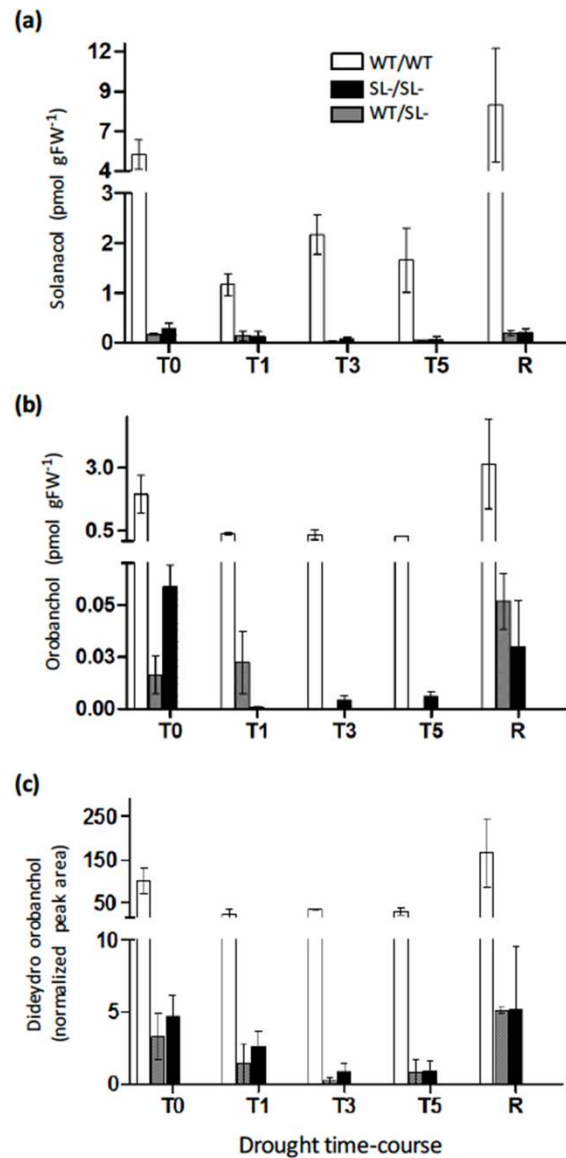 (a)
12
9
7
4
3
2
1
0
Solanacol (pmol gFW⁻¹)
WT/WT
SL-/SL-
WT/SL-
T0 T1 T3 T5 R
(b)
3.0
0.5
0.05
0.03
0.00
Orobanchol (pmol gFW⁻¹)
T0 T1 T3 T5 R
(c)
250
150
50
10
5
0
Dideydro orobanchol
(normalized peak area)
T0 T1 T3 T5 R
Drought time-course